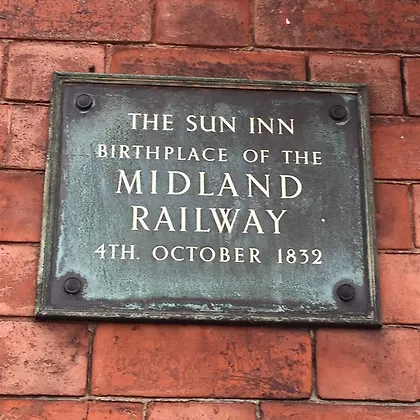 THE SUN INN
BIRTHPLACE OF THE
MIDLAND
RAILWAY
4TH. OCTOBER 1832